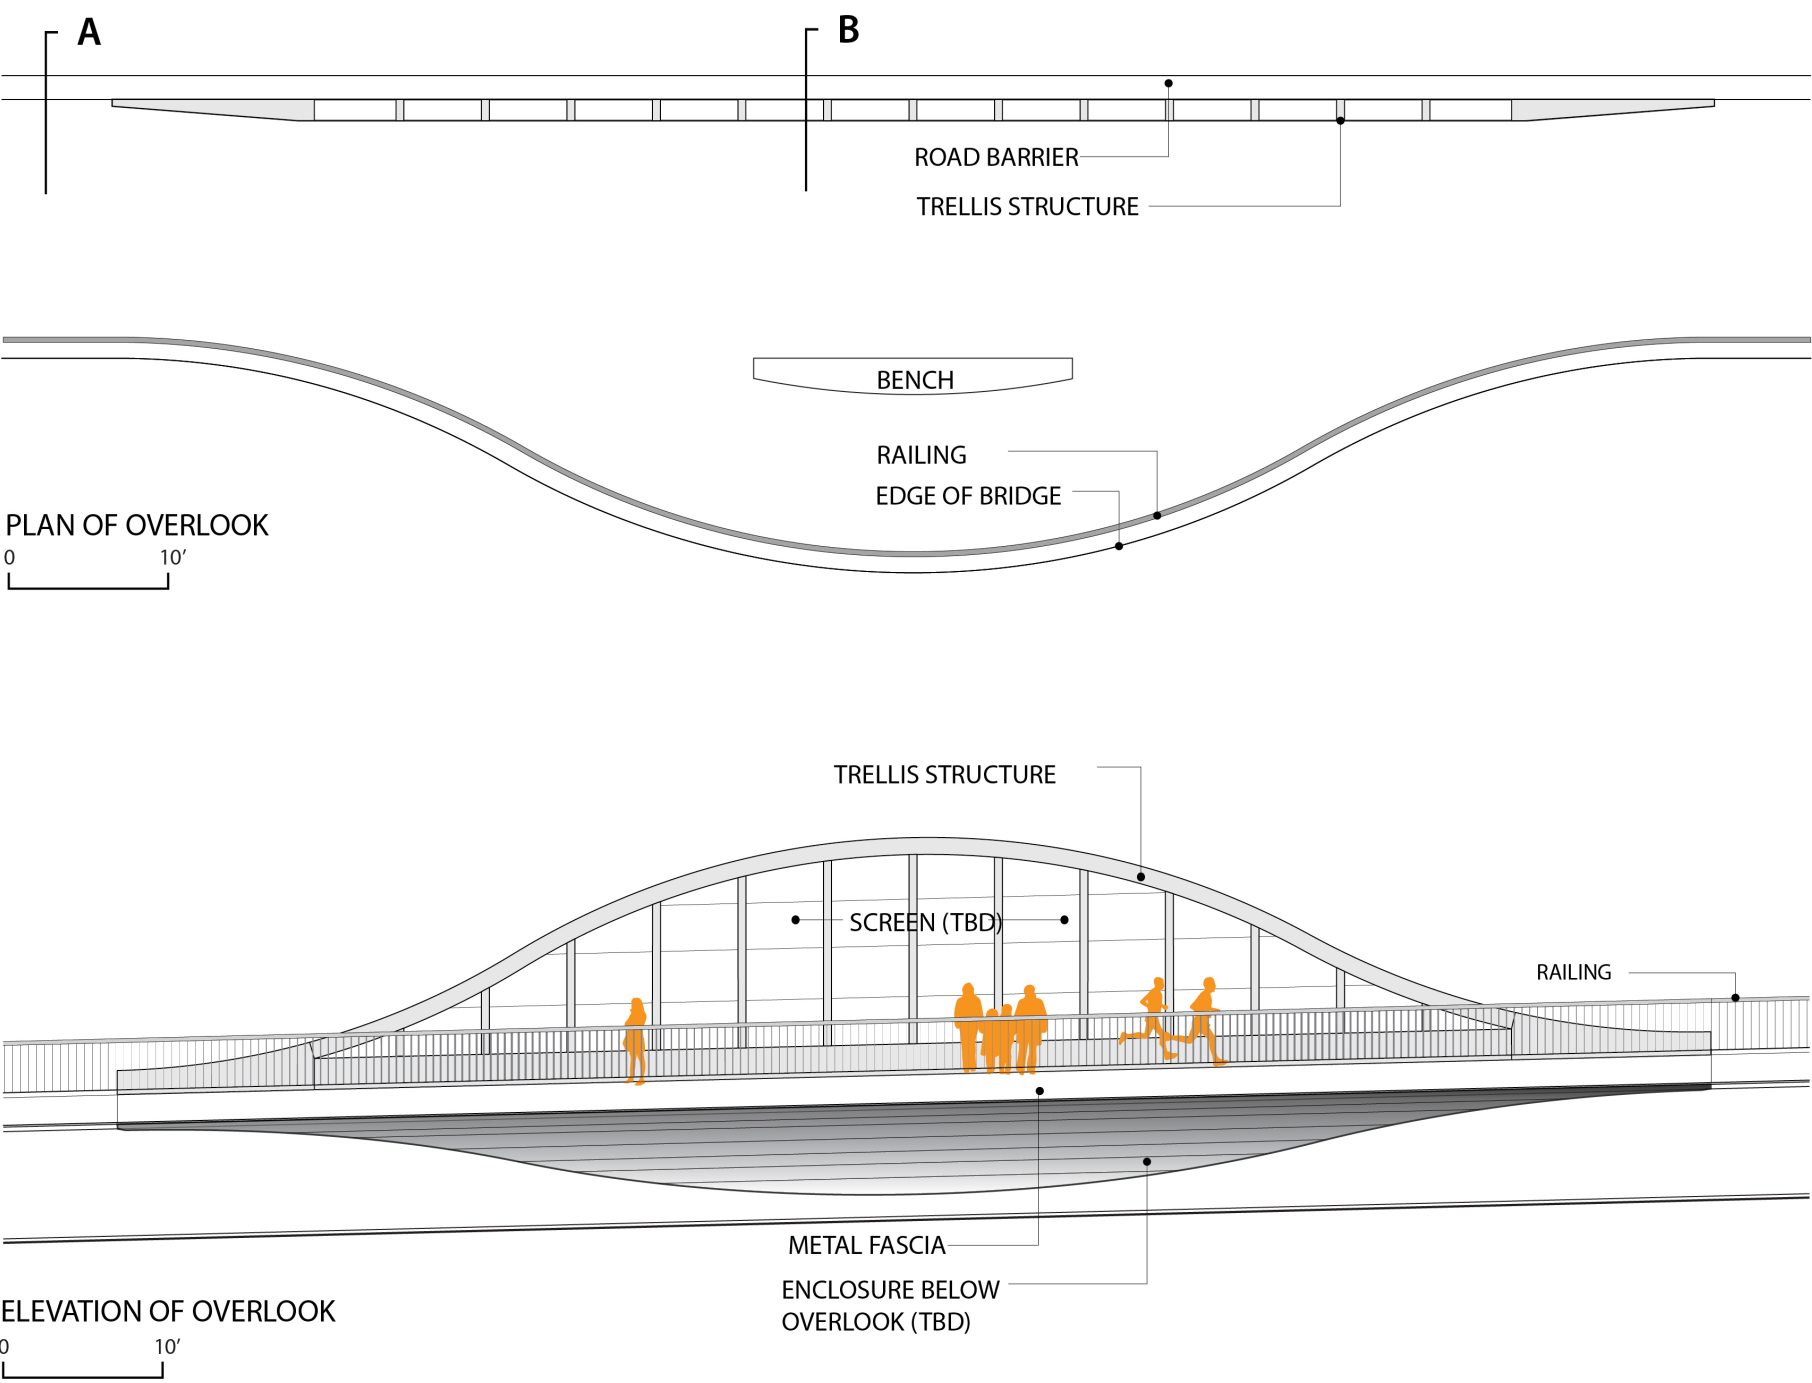 A
B
ROAD BARRIER
TRELLIS STRUCTURE
BENCH
RAILING
EDGE OF BRIDGE
PLAN OF OVERLOOK
0 10’
TRELLIS STRUCTURE
SCREEN (TBD)
RAILING
METAL FASCIA
ENCLOSURE BELOW
OVERLOOK (TBD)
ELEVATION OF OVERLOOK
0 10’